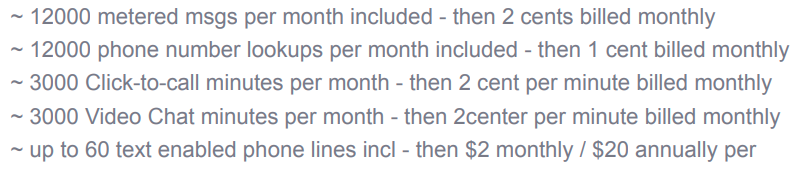 ~ 12000 metered msgs per month included - then 2 cents billed monthly
~ 12000 phone number lookups per month included - then 1 cent billed monthly
~ 3000 Click-to-call minutes per month - then 2 cent per minute billed monthly
~ 3000 Video Chat minutes per month - then 2center per minute billed monthly
~ up to 60 text enabled phone lines incl - then $2 monthly / $20 annually per